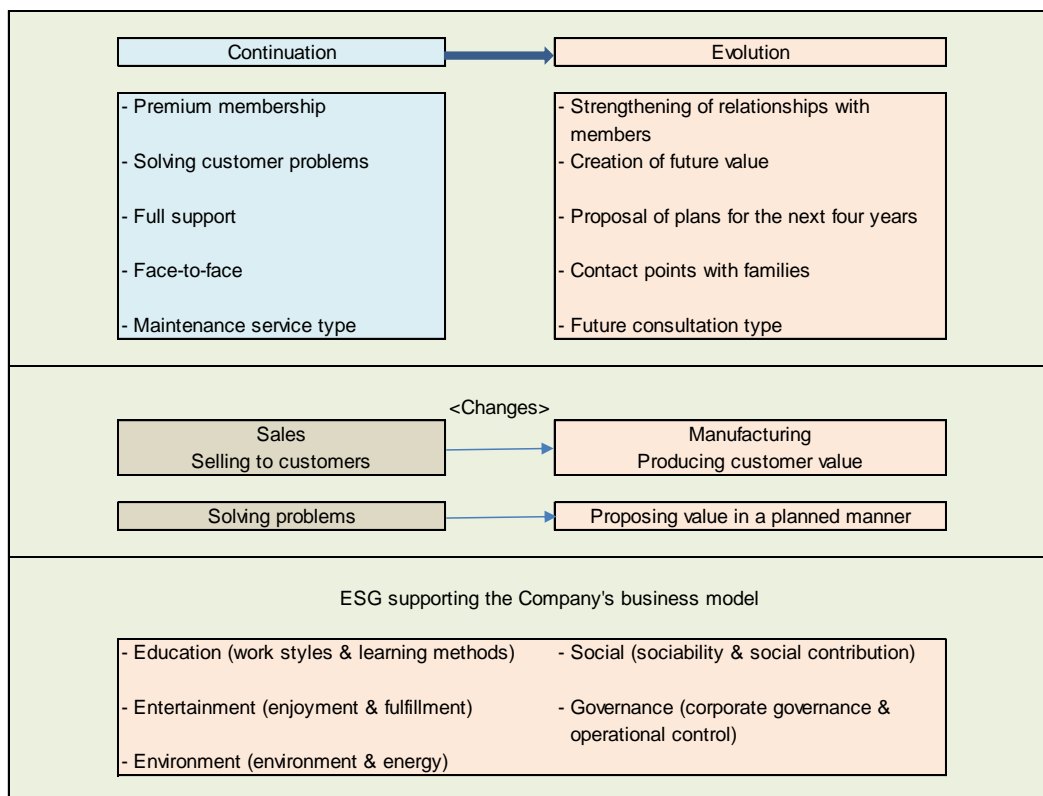 Continuation
Evolution
- Premium membership
- Solving customer problems
- Full support
- Face-to-face
- Maintenance service type
- Strengthening of relationships with
members
- Creation of future value
- Proposal of plans for the next four years
- Contact points with families
- Future consultation type
<Changes>
Sales
Selling to customers
Manufacturing
Producing customer value
Solving problems
Proposing value in a planned manner
ESG supporting the Company's business model
- Education (work styles & learning methods)
- Entertainment (enjoyment & fulfillment)
- Environment (environment & energy)
- Social (sociability & social contribution)
- Governance (corporate governance &
operational control)